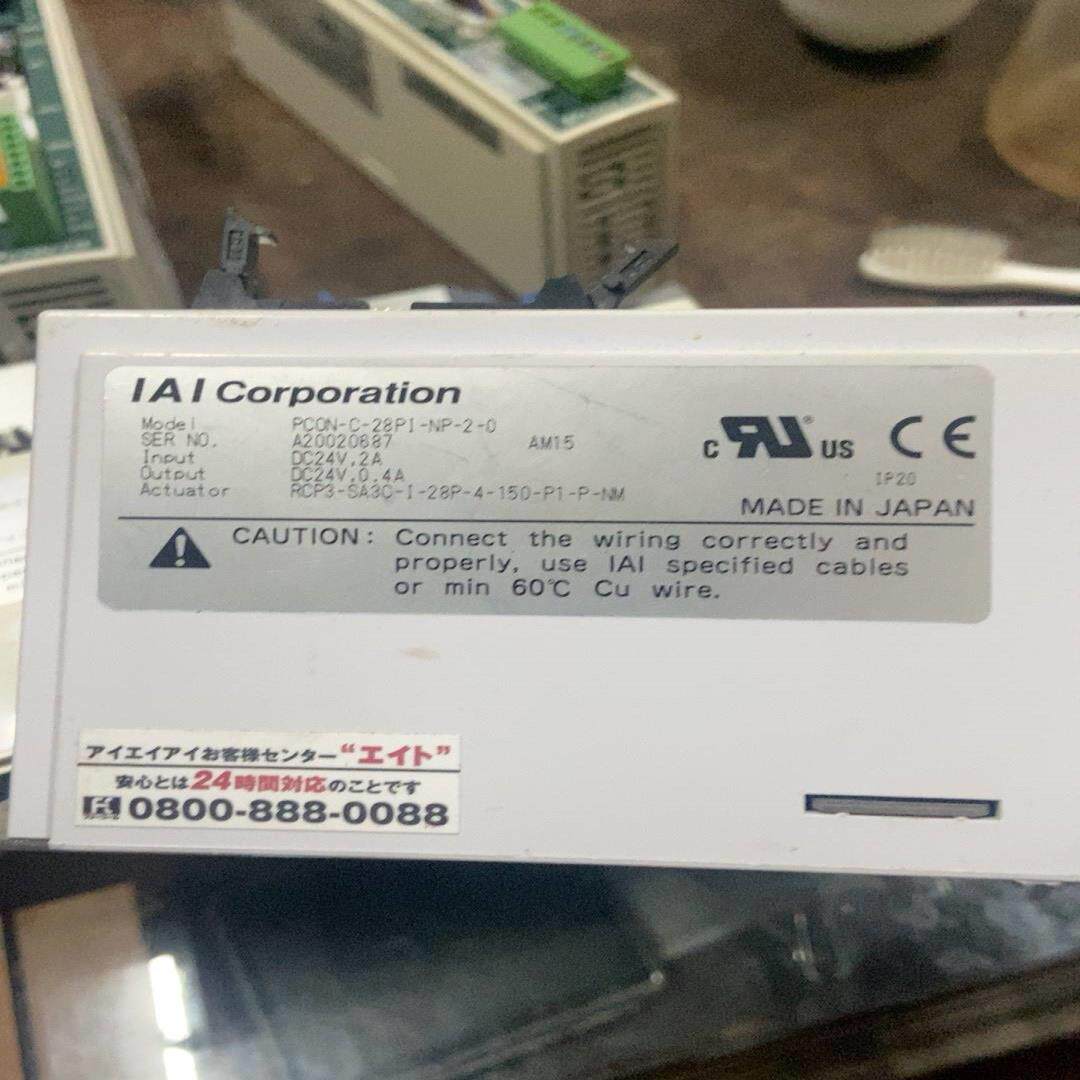 IAI Corporation
Model PCON-C-28PI-NP-2-0
SER NO. A20020687 AM15
Input DC24V,2A
Output DC24V,0.4A
Actuator RCP3-SA3C-I-28P-4-150-P1-P-NM
C RU ® US CE
IP20
MADE IN JAPAN
CAUTION: Connect the wiring correctly and
properly, use IAI specified cables
or min 60℃ Cu wire.
アイエイアイお客様センター“エイト”
安心とは24時間対応のことです
0800-888-0088